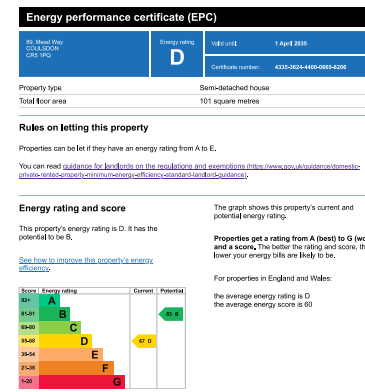 Energy performance certificate (EPC)
89, Mead Way
COULSDON
CR5 1PQ
Energy rating
D
Valid until: 1 April 2035
Certificate number: 4335-3624-4400-0669-8206
Property type Semi-detached house
Total floor area 101 square metres
Rules on letting this property
Properties can be let if they have an energy rating from A to E.
You can read guidance for landlords on the regulations and exemptions (https://www.gov.uk/guidance/domestic-
private-rented-property-minimum-energy-efficiency-standard-landlord-guidance).
Energy rating and score
This property's energy rating is D. It has the
potential to be B.
See how to improve this property's energy
efficiency.
Score Energy rating Current Potential
92+ A
81-91 B 83 B
69-80 C
55-68 D 67 D
39-54 E
21-38 F
1-20 G
The graph shows this property's current and
potential energy rating.
Properties get a rating from A (best) to G (wo
and a score. The better the rating and score, th
lower your energy bills are likely to be.
For properties in England and Wales:
the average energy rating is D
the average energy score is 60